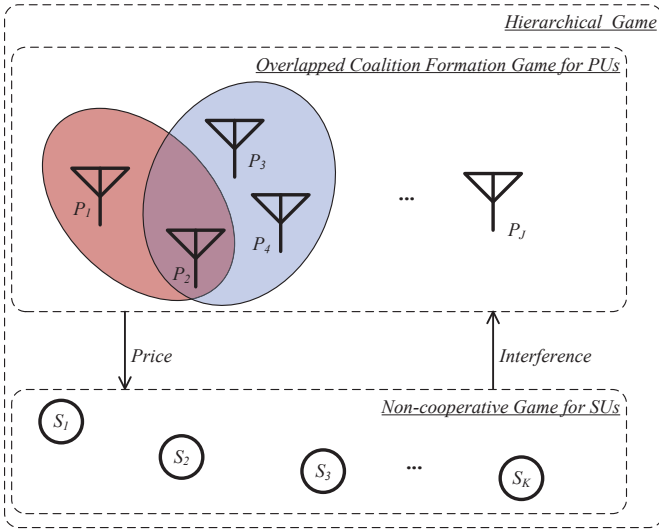 Hierarchical Game
Overlapped Coalition Formation Game for PUs
P3
P1
P4
...
PJ
P2
Price
Interference
Non-cooperative Game for SUs
S1
S2
S3
...
SK